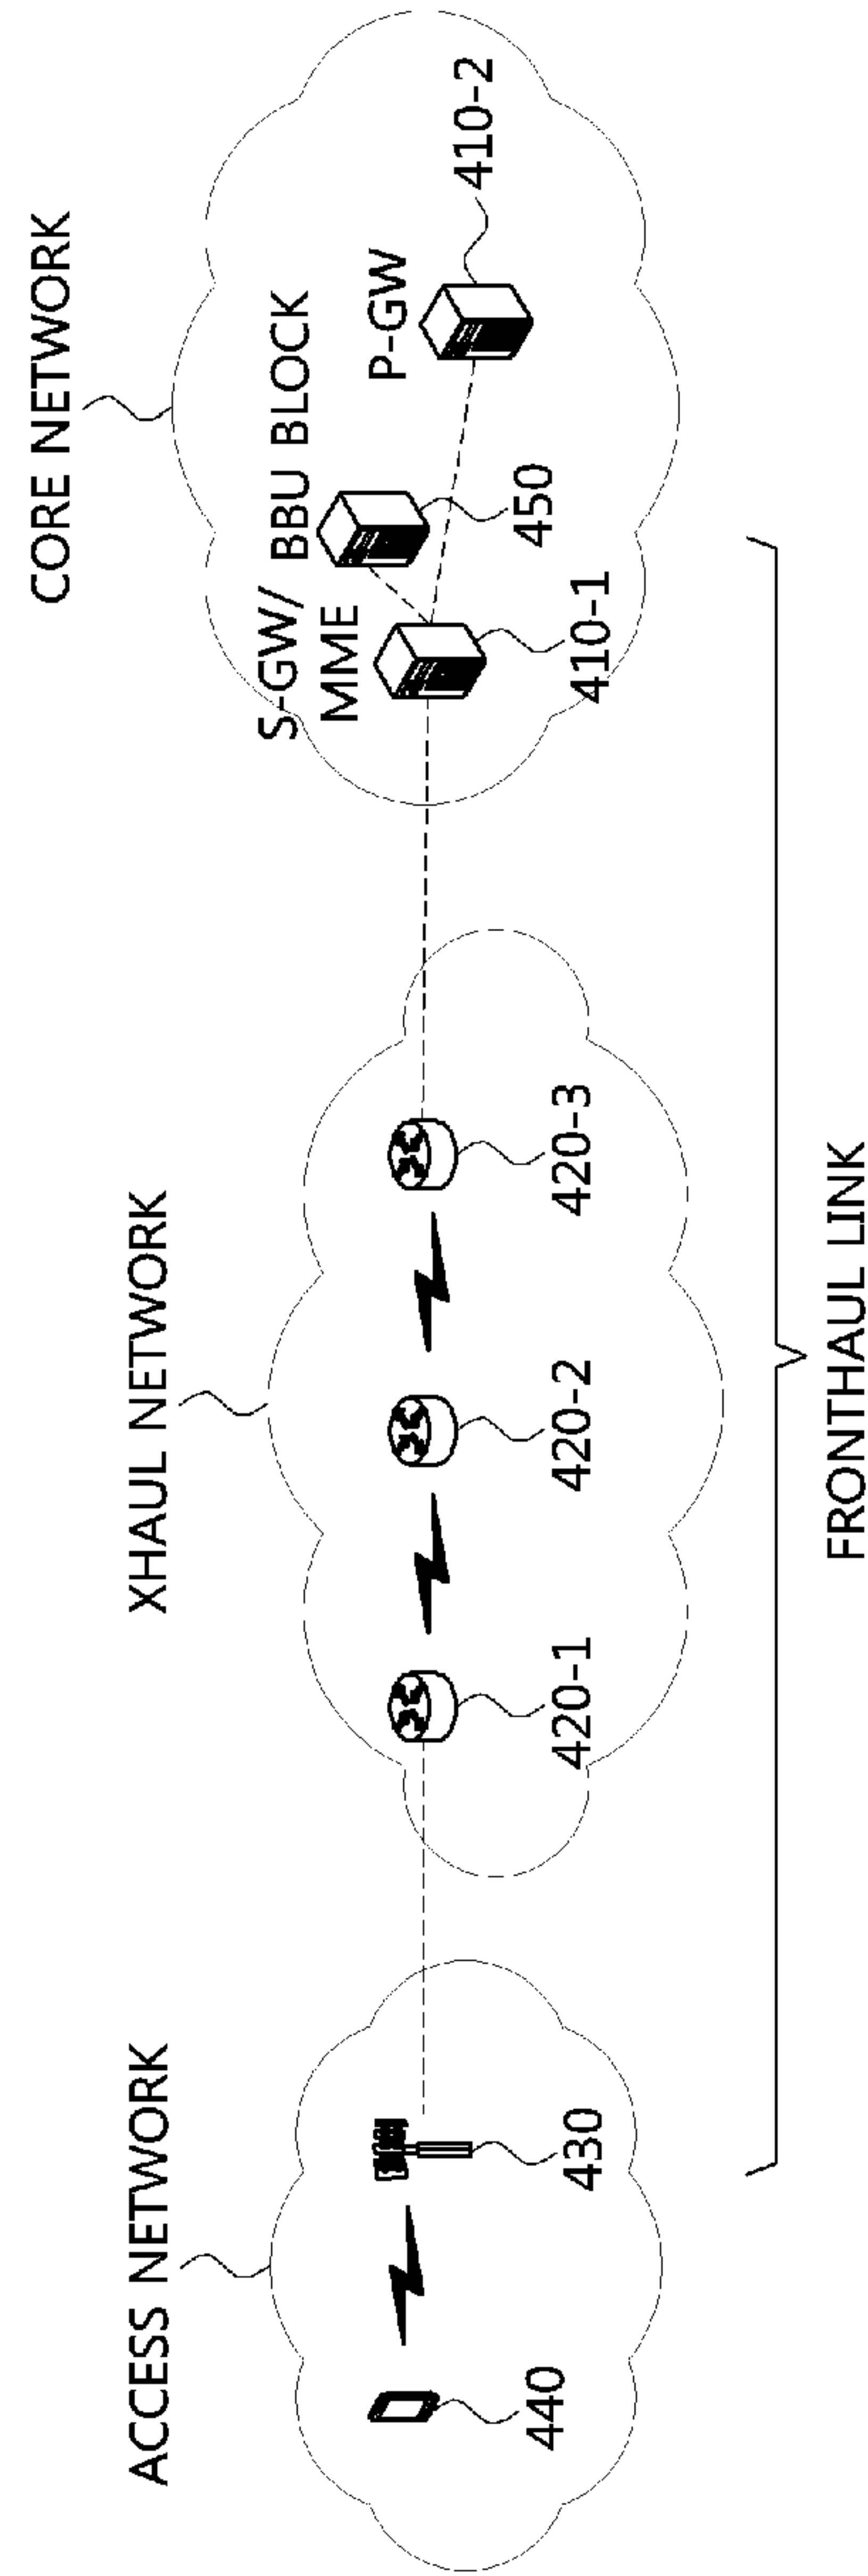 ACCESS NETWORK
XHAUL NETWORK
CORE NETWORK
S-GW/
MME
BBU BLOCK
P-GW
440
430
420-1
420-2
420-3
410-1
450
410-2
FRONTHAUL LINK